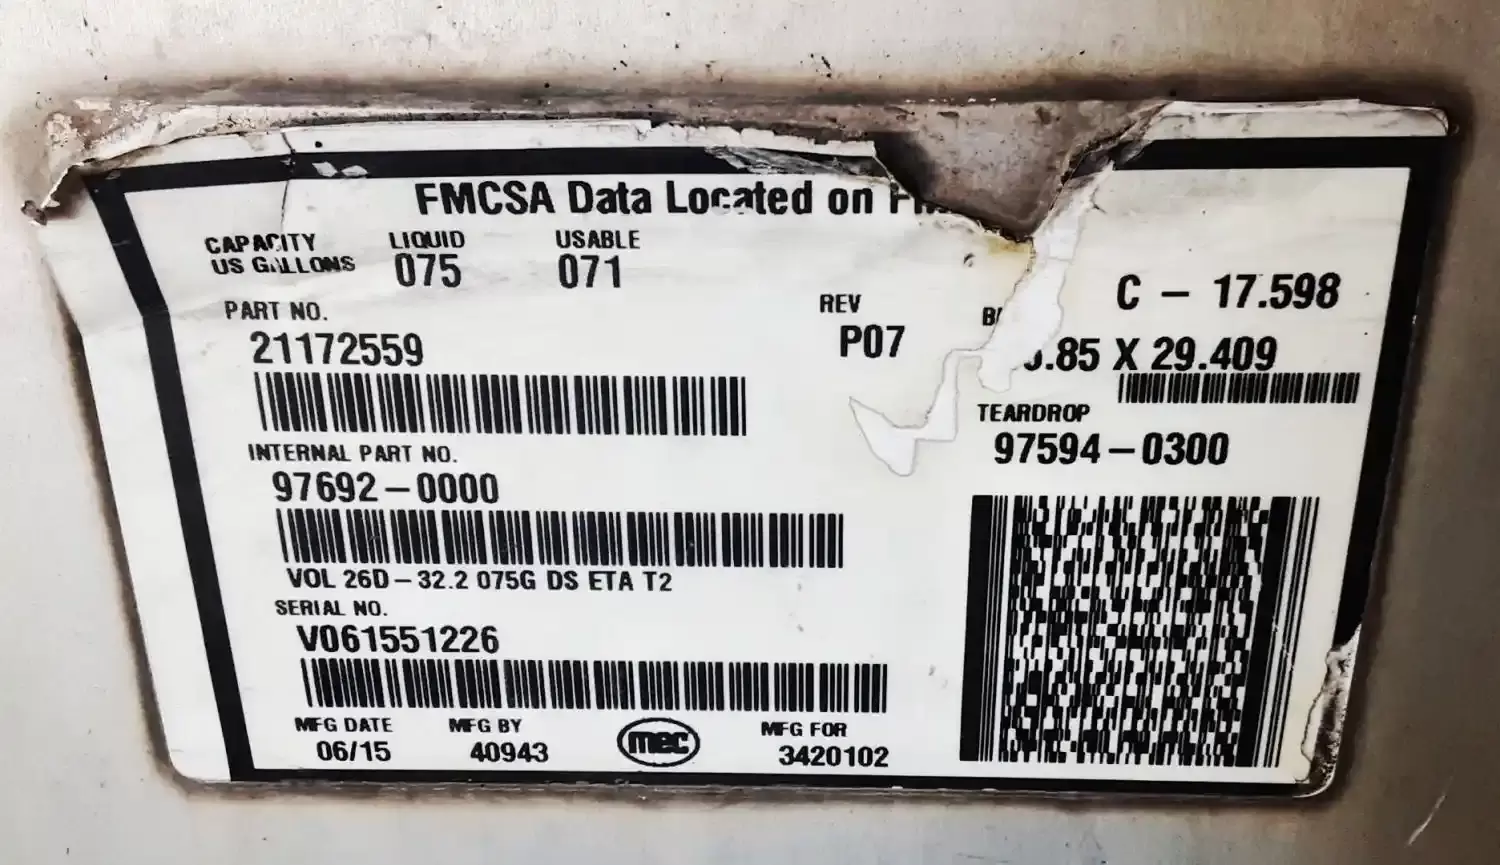 FMCSA Data Located on
CAPACITY US GALLONS
LIQUID 075
USABLE 071
PART NO.
21172559
REV
P07
C - 17.598
.85 X 29.409
INTERNAL PART NO.
97692-0000
TEARDROP
97594-0300
VOL 26D-32.2 075G DS ETA T2
SERIAL NO.
V061551226
MFG DATE
06/15
MFG BY
40943
mec
MFG FOR
3420102